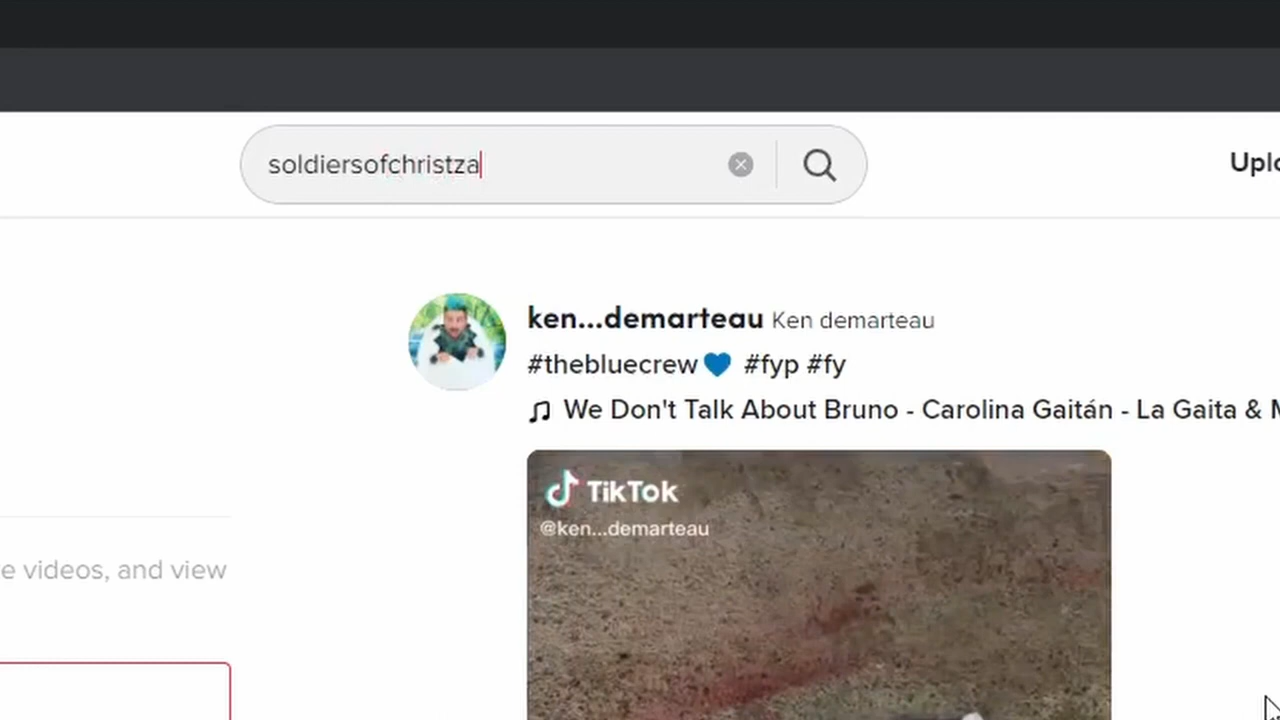 soldiersofchristza
Uplo
ken...demarteau Ken demarteau
#thebluecrew💙 #fyp #fy
We Don't Talk About Bruno - Carolina Gaitán - La Gaita & M
TikTok
@ken...demarteau
e videos, and view